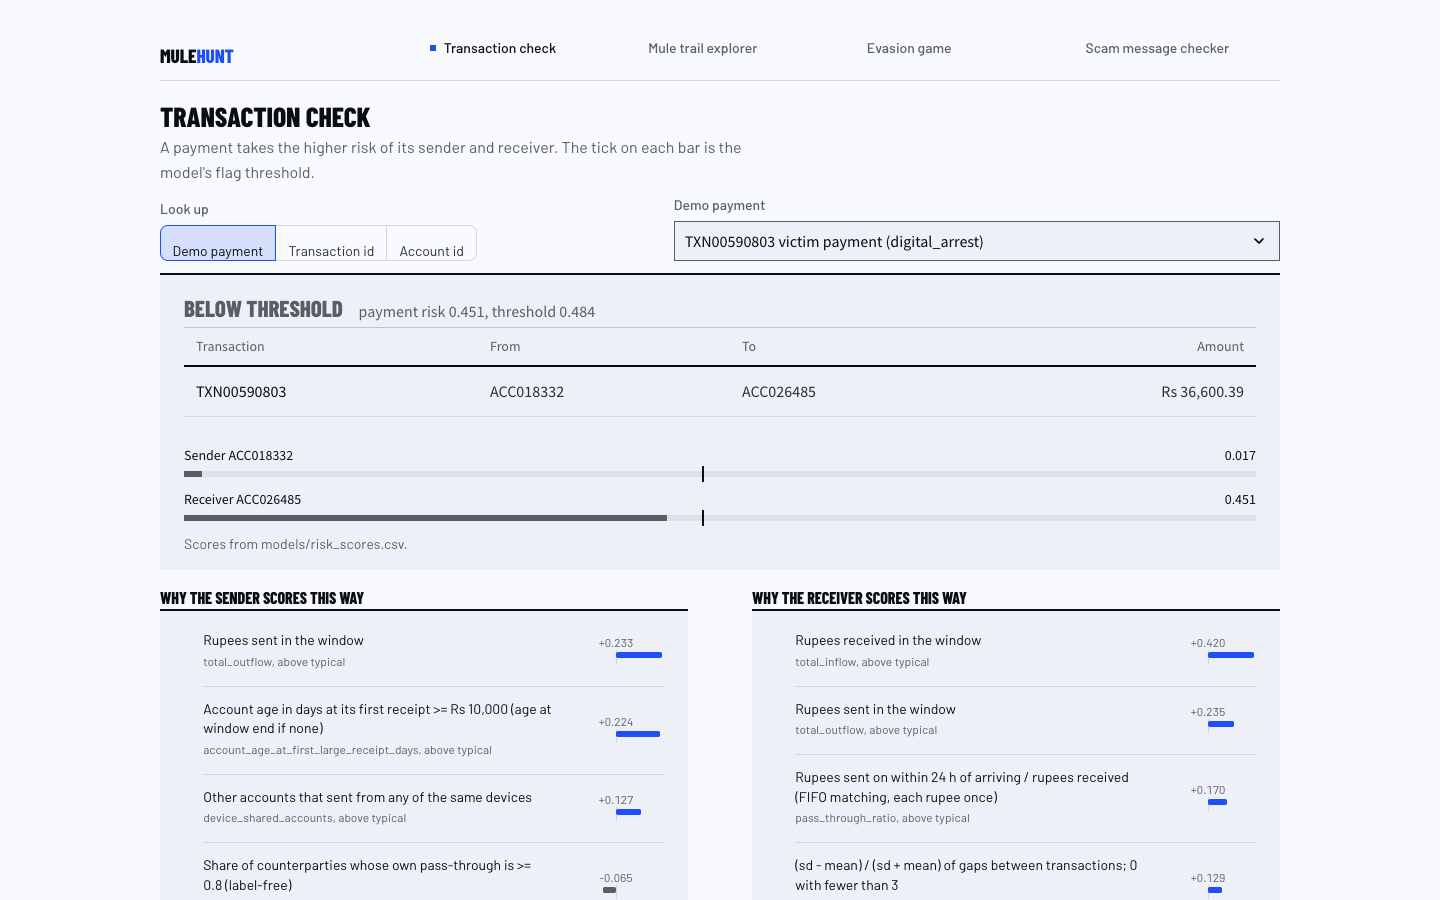 MULEHUNT
Transaction check
Mule trail explorer
Evasion game
Scam message checker
TRANSACTION CHECK
A payment takes the higher risk of its sender and receiver. The tick on each bar is the
model's flag threshold.
Look up
Demo payment
Transaction id
Account id
Demo payment
TXN00590803 victim payment (digital_arrest)
BELOW THRESHOLD payment risk 0.451, threshold 0.484
Transaction From To Amount
TXN00590803 ACC018332 ACC026485 Rs 36,600.39
Sender ACC018332 0.017
Receiver ACC026485 0.451
Scores from models/risk_scores.csv.
WHY THE SENDER SCORES THIS WAY
Rupees sent in the window
+0.233
total_outflow, above typical
Account age in days at its first receipt >= Rs 10,000 (age at
window end if none)
+0.224
account_age_at_first_large_receipt_days, above typical
Other accounts that sent from any of the same devices
+0.127
device_shared_accounts, above typical
Share of counterparties whose own pass-through is >=
0.8 (label-free)
-0.065
WHY THE RECEIVER SCORES THIS WAY
Rupees received in the window
+0.420
total_inflow, above typical
Rupees sent in the window
+0.235
total_outflow, above typical
Rupees sent on within 24 h of arriving / rupees received
(FIFO matching, each rupee once)
+0.170
pass_through_ratio, above typical
(sd - mean) / (sd + mean) of gaps between transactions; 0
with fewer than 3
+0.129